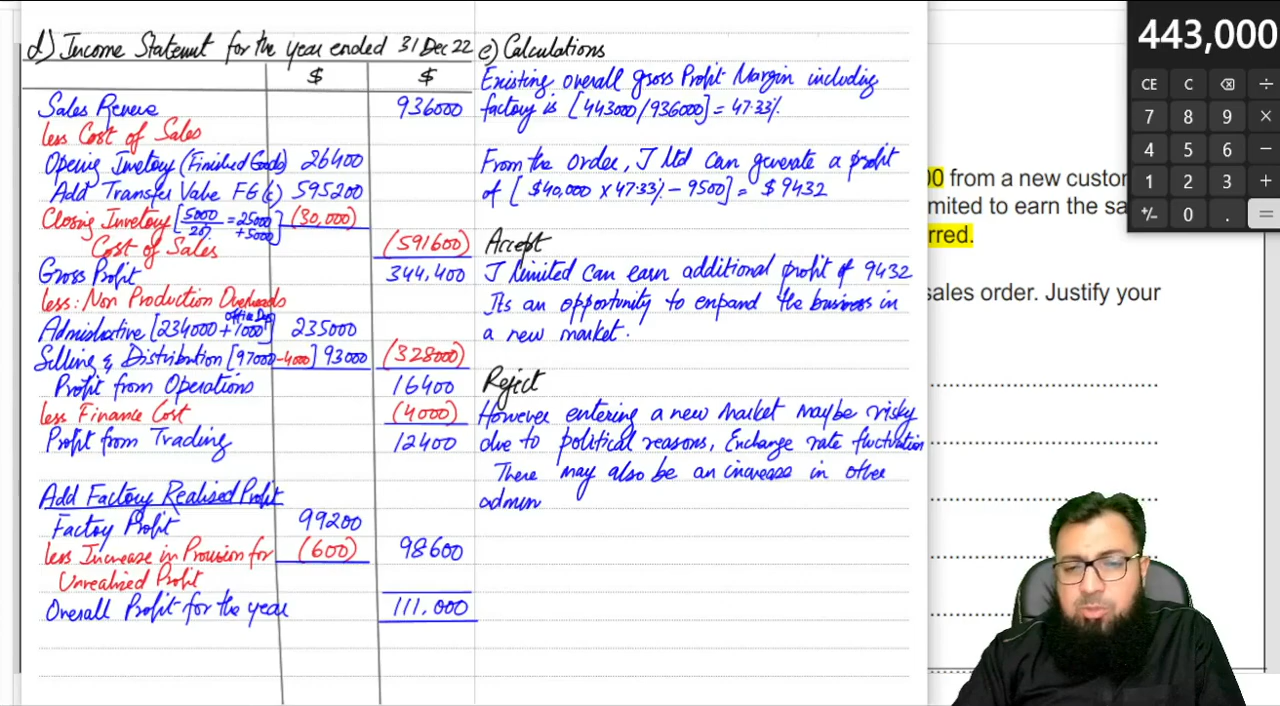 d) Income Statemut for the year ended 31 Dec 22
$ $
Sales Reveue 936000
less Cost of Sales
Opening Inventory (Finished Goods) 26400
Add Transfer Value FG (c) 595200
Closing Invetory [5000/20% = 25000 + 5000] (30,000)
Cost of Sales (591600)
Gross Profit 344,400
less: Non Production Overheads
Admistrative [234000 + 1000 office Dep] 235000
Selling & Distribution [97000 - 4000] 93000 (328000)
Profit from Operations 16400
less Finance Cost (4000)
Profit from Trading 12400
Add Factory Realised Profit
Factory Profit 99200
less Increase in Provision for (600) 98600
Unrealized Profit
Overall Profit for the year 111,000
e) Calculations
Existing overall gross Profit Margin including
factory is [443000/936000] = 47.33%
From the order, J ltd can generate a profit
of [$40,000 x 47.33% - 9500] = $9432
Accept
J limited can earn additional profit of 9432
Its an opportunity to expand the business in
a new market.
Reject
However entering a new market maybe risky
due to political reasons, Exchange rate fluctuation
There may also be an increase in other
admin
443,000
CE C ⌫ ÷
7 8 9 ×
4 5 6 −
1 2 3 +
+/- 0 . =
00 from a new custom
mited to earn the sa
rred.
sales order. Justify your